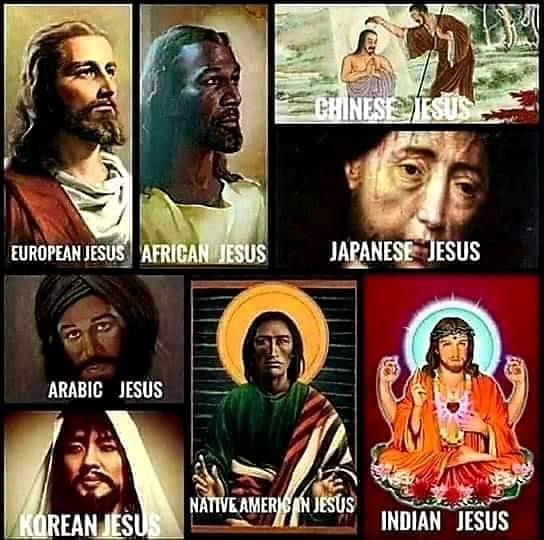 EUROPEAN JESUS
AFRICAN JESUS
CHINESE JESUS
JAPANESE JESUS
ARABIC JESUS
KOREAN JESUS
NATIVE AMERICAN JESUS
INDIAN JESUS